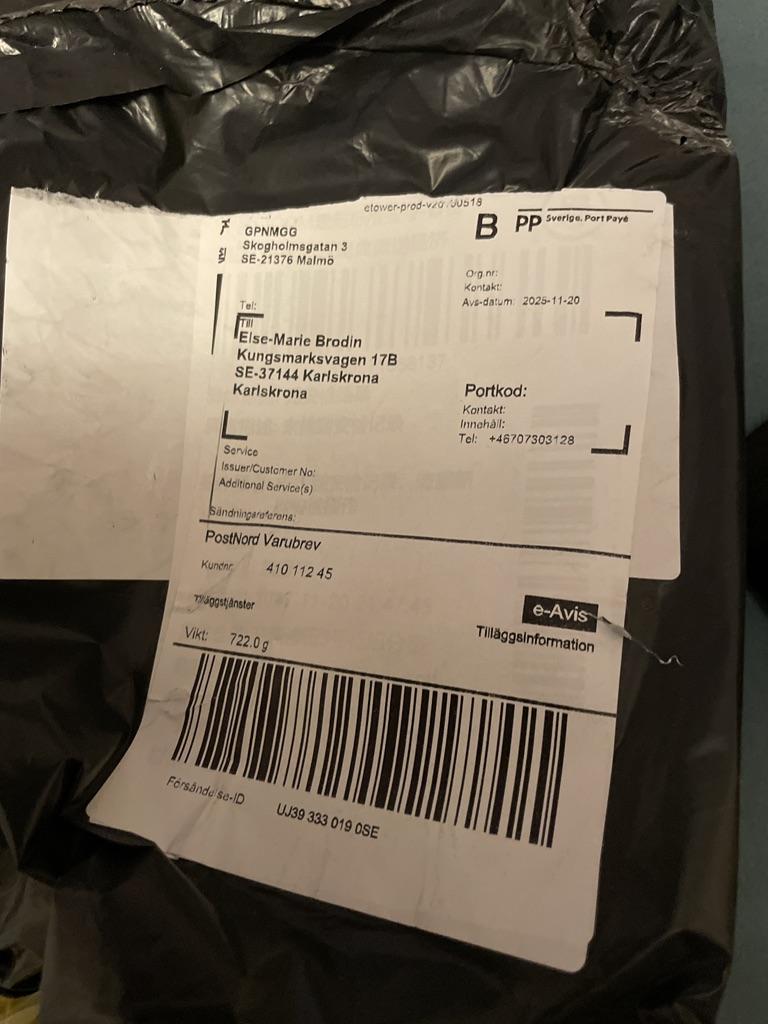 GPNMGG
Skogholmsgatan 3
SE-21376 Malmö
B PP Sverige, Port Payé
Org.nr:
Kontakt:
Avs-datum: 2025-11-20
Tel:
Till
Else-Marie Brodin
Kungsmarksvagen 17B
SE-37144 Karlskrona
Karlskrona
Portkod:
Kontakt:
Innehåll:
Tel: +46707303128
Service
Issuer/Customer No:
Additional Service(s)
Sändningsreferens:
PostNord Varubrev
Kundnr: 410 112 45
Tilläggstjänster
e-Avis
Tilläggsinformation
Vikt: 722.0 g
Försändelse-ID
UJ39 333 019 0SE